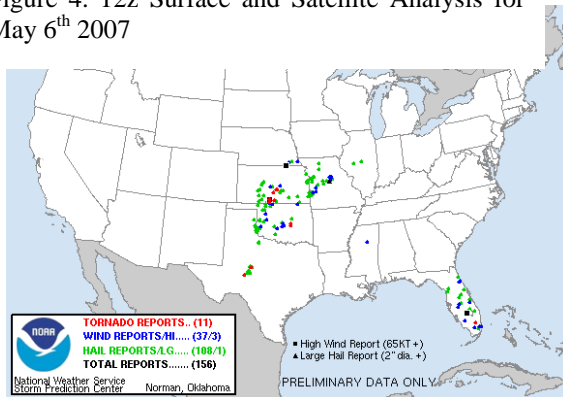 Figure 4. 12z Surface and Satellite Analysis for
May 6th 2007
NOAA
TORNADO REPORTS.. (11)
WIND REPORTS/HI..... (37/3)
HAIL REPORTS/LG..... (108/1)
TOTAL REPORTS....... (156)
National Weather Service
Storm Prediction Center Norman, Oklahoma
■ High Wind Report (65KT +)
▲ Large Hail Report (2" dia. +)
PRELIMINARY DATA ONLY